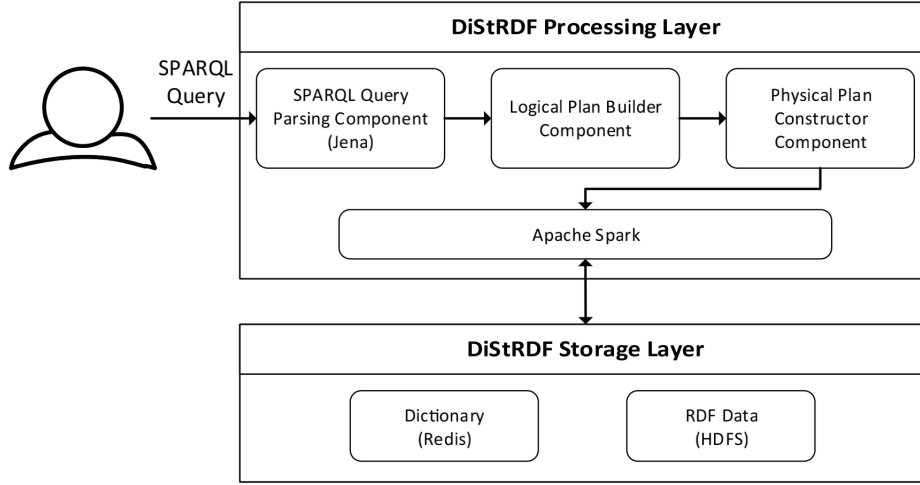 DiStRDF Processing Layer
SPARQL
Query
SPARQL Query
Parsing Component
(Jena)
Logical Plan Builder
Component
Physical Plan
Constructor
Component
Apache Spark
DiStRDF Storage Layer
Dictionary
(Redis)
RDF Data
(HDFS)